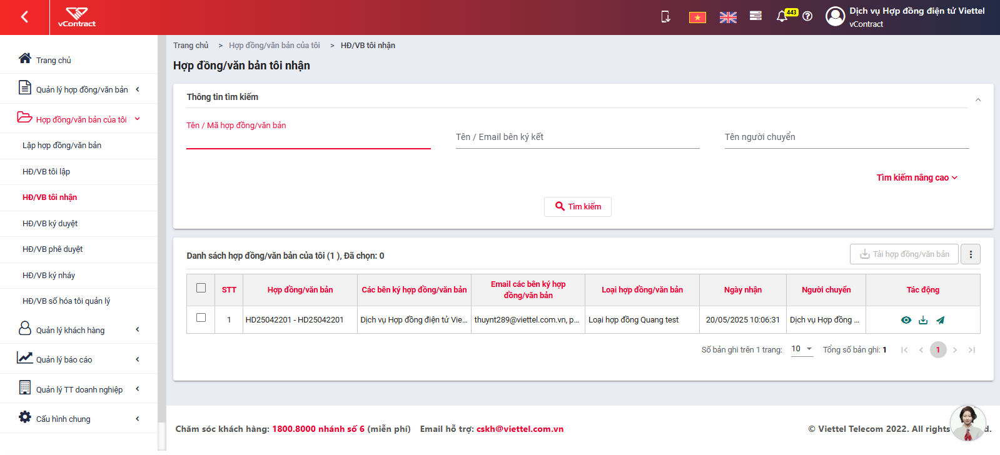 vContract
443
Dịch vụ Hợp đồng điện tử Viettel
vContract
Trang chủ
Quản lý hợp đồng/văn bản
Hợp đồng/văn bản của tôi
Lập hợp đồng/văn bản
HĐ/VB tôi lập
HĐ/VB tôi nhận
HĐ/VB ký duyệt
HĐ/VB phê duyệt
HĐ/VB ký nháy
HĐ/VB số hóa tôi quản lý
Quản lý khách hàng
Quản lý báo cáo
Quản lý TT doanh nghiệp
Cấu hình chung
Trang chủ > Hợp đồng/văn bản của tôi > HĐ/VB tôi nhận
Hợp đồng/văn bản tôi nhận
Thông tin tìm kiếm
Tên / Mã hợp đồng/văn bản
Tên / Email bên ký kết
Tên người chuyển
Tìm kiếm nâng cao
Tìm kiếm
Danh sách hợp đồng/văn bản của tôi (1 ), Đã chọn: 0
Tải hợp đồng/văn bản
STT Hợp đồng/văn bản Các bên ký hợp đồng/văn bản Email các bên ký hợp đồng/văn bản Loại hợp đồng/văn bản Ngày nhận Người chuyển Tác động
1 HD25042201 - HD25042201 Dịch vụ Hợp đồng điện tử Vie... thuynt289@viettel.com.vn, p... Loại hợp đồng Quang test 20/05/2025 10:06:31 Dịch vụ Hợp đồng ...
Số bản ghi trên 1 trang: 10 Tổng số bản ghi: 1 |< < 1 > >|
Chăm sóc khách hàng: 1800.8000 nhánh số 6 (miễn phí) Email hỗ trợ: cskh@viettel.com.vn
© Viettel Telecom 2022. All rights d.